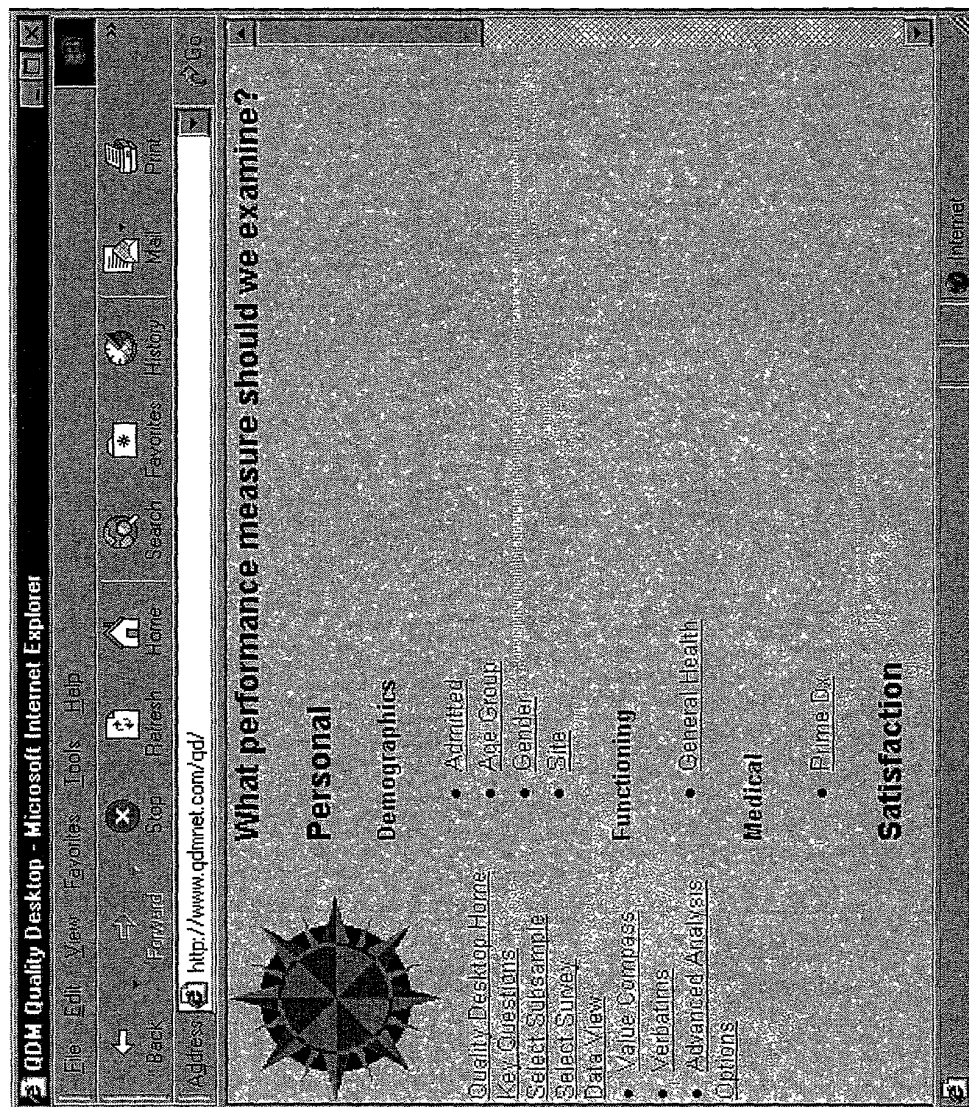 QDM Quality Desktop - Microsoft Internet Explorer
File Edit View Favorites Tools Help
Back Forward Stop Refresh Home Search Favorites History Mail Print »
Address http://www.qdmnet.com/qd/ Go
Quality Desktop Home
Key Questions
Select Subsample
Select Survey
Data View
• Value Compass
• Verbatims
• Advanced Analysis
Options
What performance measure should we examine?
Personal
Demographics
• Admitted
• Age Group
• Gender
• Site
Functioning
• General Health
Medical
• Prime Dx
Satisfaction
Internet